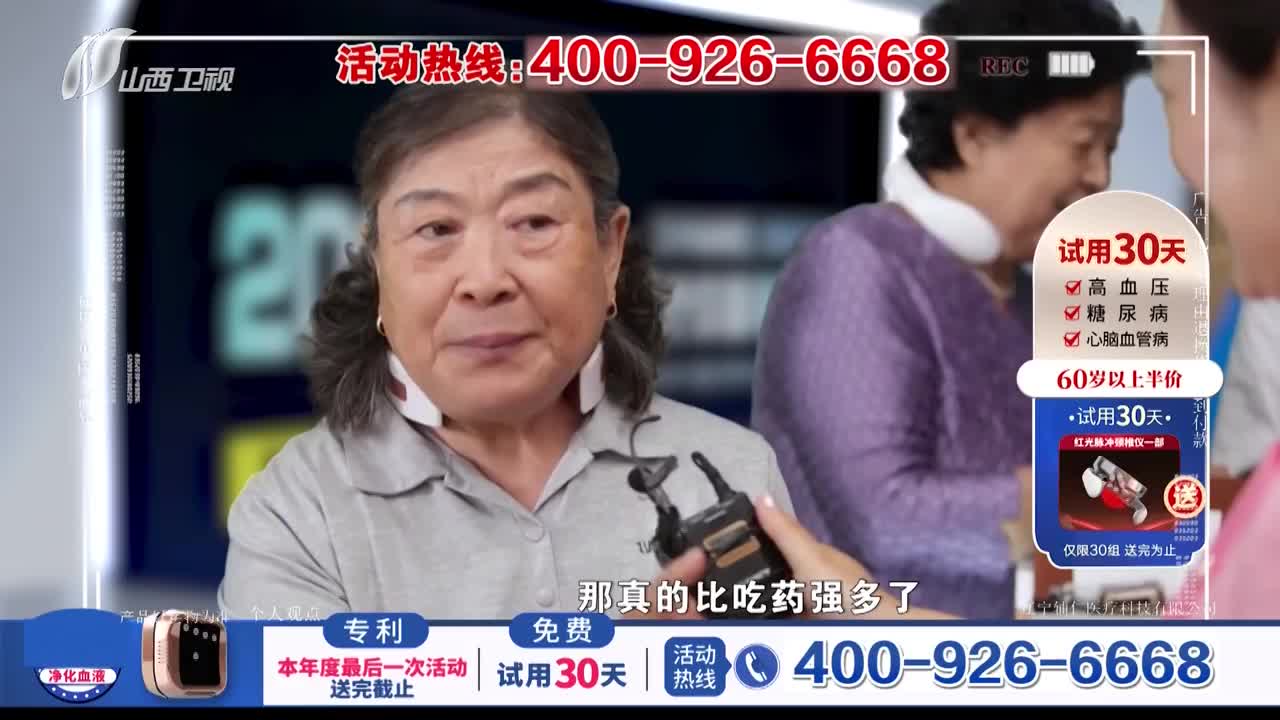 山西卫视
活动热线:400-926-6668
REC
试用30天
高血压
糖尿病
心脑血管病
60岁以上半价
·试用30天·
红光脉冲颈椎仪一部
送
仅限30组 送完为止
那真的比吃药强多了
个人观点
净化血液
专利
本年度最后一次活动
送完截止
免费
试用30天
活动
热线
400-926-6668